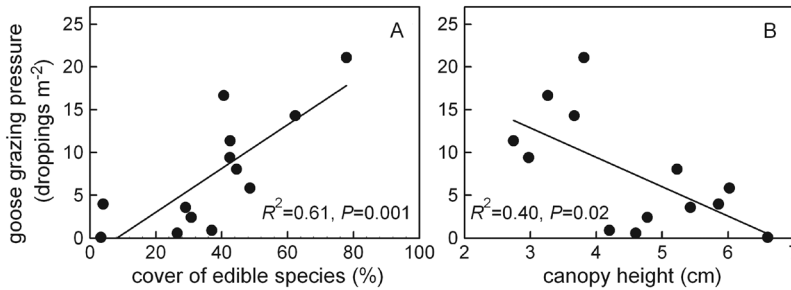 goose grazing pressure
(droppings m-2)
25
20
15
10
5
0
A
R2=0.61, P=0.001
0 20 40 60 80 100
cover of edible species (%)
25
20
15
10
5
0
B
R2=0.40, P=0.02
2 3 4 5 6 7
canopy height (cm)